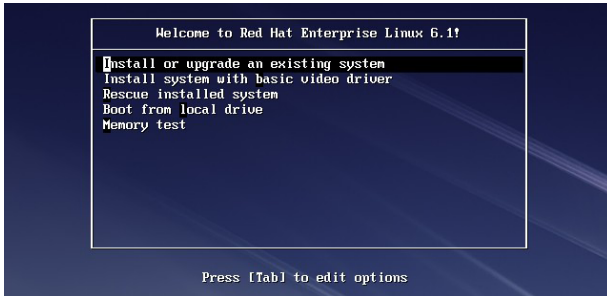 Welcome to Red Hat Enterprise Linux 6.1!
Install or upgrade an existing system
Install system with basic video driver
Rescue installed system
Boot from local drive
Memory test
Press [Tab] to edit options